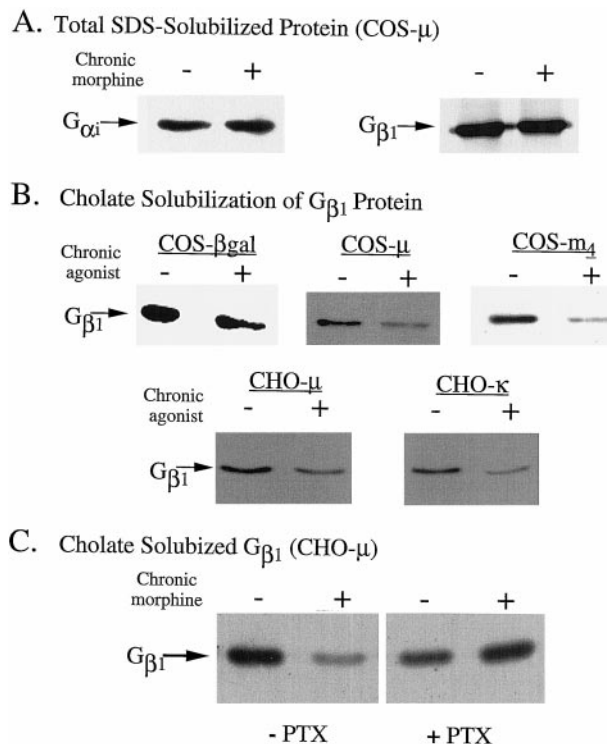 A. Total SDS-Solubilized Protein (COS-μ)
Chronic morphine - + - +
Gαi Gβ1
B. Cholate Solubilization of Gβ1 Protein
COS-βgal COS-μ COS-m4
Chronic agonist - + - + - +
Gβ1
CHO-μ CHO-κ
Chronic agonist - + - +
Gβ1
C. Cholate Solubized Gβ1 (CHO-μ)
Chronic morphine - + - +
Gβ1
- PTX + PTX